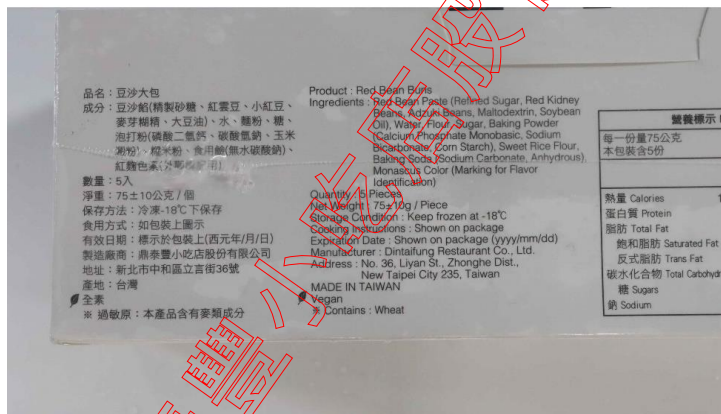 品名：豆沙大包
成分：豆沙餡(精製砂糖、紅雲豆、小紅豆、
麥芽糊精、大豆油)、水、麵粉、糖、
泡打粉(磷酸二氫鈣、碳酸氫鈉、玉米
澱粉)、糯米粉、食用鹼(無水碳酸鈉)、
紅麴色素
數量：5入
淨重：75±10公克／個
保存方法：冷凍-18℃下保存
食用方式：如包裝上圖示
有效日期：標示於包裝上(西元年/月/日)
製造廠商：鼎泰豐小吃店股份有限公司
地址：新北市中和區立言街36號
產地：台灣
全素
※ 過敏原：本產品含有麥類成分
Product : Red Bean Buns
Ingredients : Red Bean Paste (Refined Sugar, Red Kidney
Beans, Adzuki Beans, Maltodextrin, Soybean
Oil), Water, Flour, Sugar, Baking Powder
(Calcium Phosphate Monobasic, Sodium
Bicarbonate, Corn Starch), Sweet Rice Flour,
Baking Soda (Sodium Carbonate, Anhydrous),
Monascus Color (Marking for Flavor
Identification)
Quantity : 5 Pieces
Net Weight : 75±10g / Piece
Storage Condition : Keep frozen at -18℃
Cooking Instructions : Shown on package
Expiration Date : Shown on package (yyyy/mm/dd)
Manufacturer : Dintaifung Restaurant Co., Ltd.
Address : No. 36, Liyan St., Zhonghe Dist.,
New Taipei City 235, Taiwan
MADE IN TAIWAN
Vegan
※ Contains : Wheat
營養標示
每一份量75公克
本包裝含5份
熱量 Calories
蛋白質 Protein
脂肪 Total Fat
飽和脂肪 Saturated Fat
反式脂肪 Trans Fat
碳水化合物 Total Carbohydr
糖 Sugars
鈉 Sodium
豐小吃店股